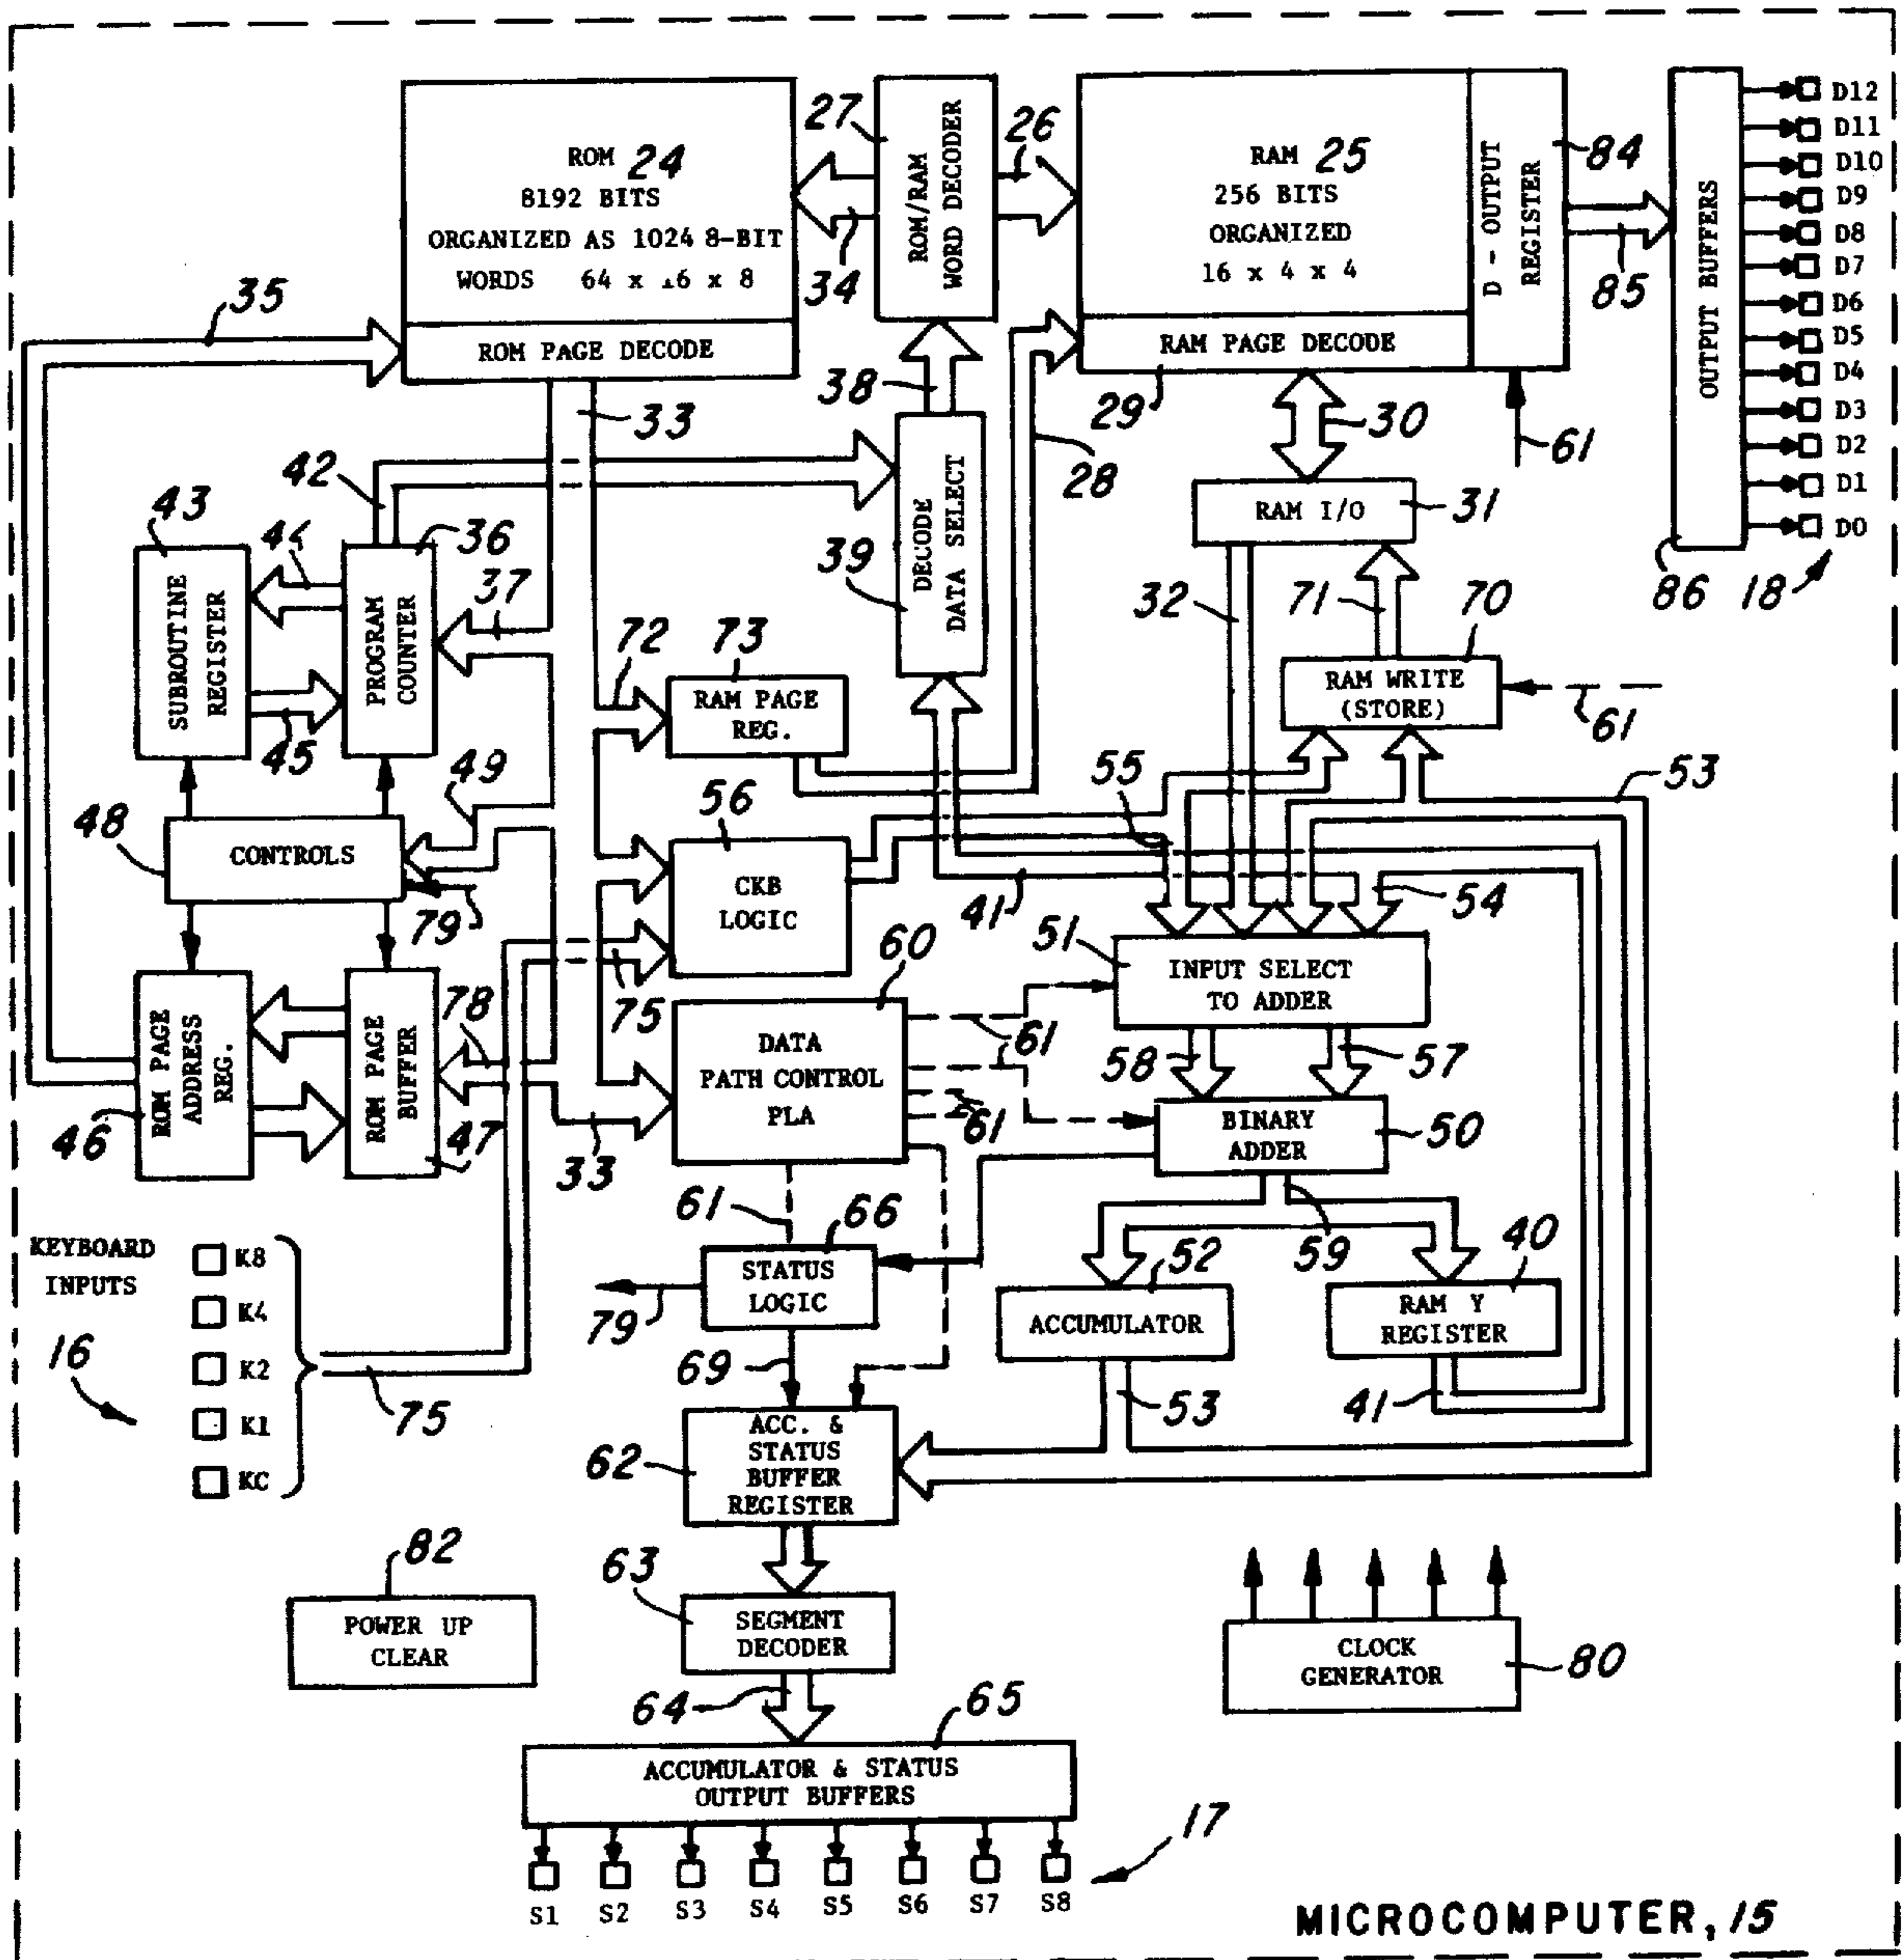 ROM 24
8192 BITS
ORGANIZED AS 1024 8-BIT
WORDS 64 x 16 x 8
ROM PAGE DECODE
27
ROM/RAM
WORD DECODER
26
34
RAM 25
256 BITS
ORGANIZED
16 x 4 x 4
RAM PAGE DECODE
D - OUTPUT
REGISTER
84
85
OUTPUT BUFFERS
D12
D11
D10
D9
D8
D7
D6
D5
D4
D3
D2
D1
D0
86
18
35
33
38
29
30
28
61
42
43
SUBROUTINE
REGISTER
44
45
36
PROGRAM
COUNTER
37
39
DECODE
DATA SELECT
RAM I/O
31
32
71
70
RAM WRITE
(STORE)
61
72
73
RAM PAGE
REG.
49
48
CONTROLS
79
56
CKB
LOGIC
55
53
41
54
51
INPUT SELECT
TO ADDER
46
ROM PAGE
ADDRESS
REG.
ROM PAGE
BUFFER
47
78
75
33
60
DATA
PATH CONTROL
PLA
61
61
58
57
BINARY
ADDER
50
61
66
STATUS
LOGIC
79
69
59
52
ACCUMULATOR
40
RAM Y
REGISTER
53
41
KEYBOARD
INPUTS
K8
K4
K2
K1
KC
16
75
62
ACC. &
STATUS
BUFFER
REGISTER
82
POWER UP
CLEAR
63
SEGMENT
DECODER
64
65
ACCUMULATOR & STATUS
OUTPUT BUFFERS
CLOCK
GENERATOR
80
17
S1 S2 S3 S4 S5 S6 S7 S8
MICROCOMPUTER, 15